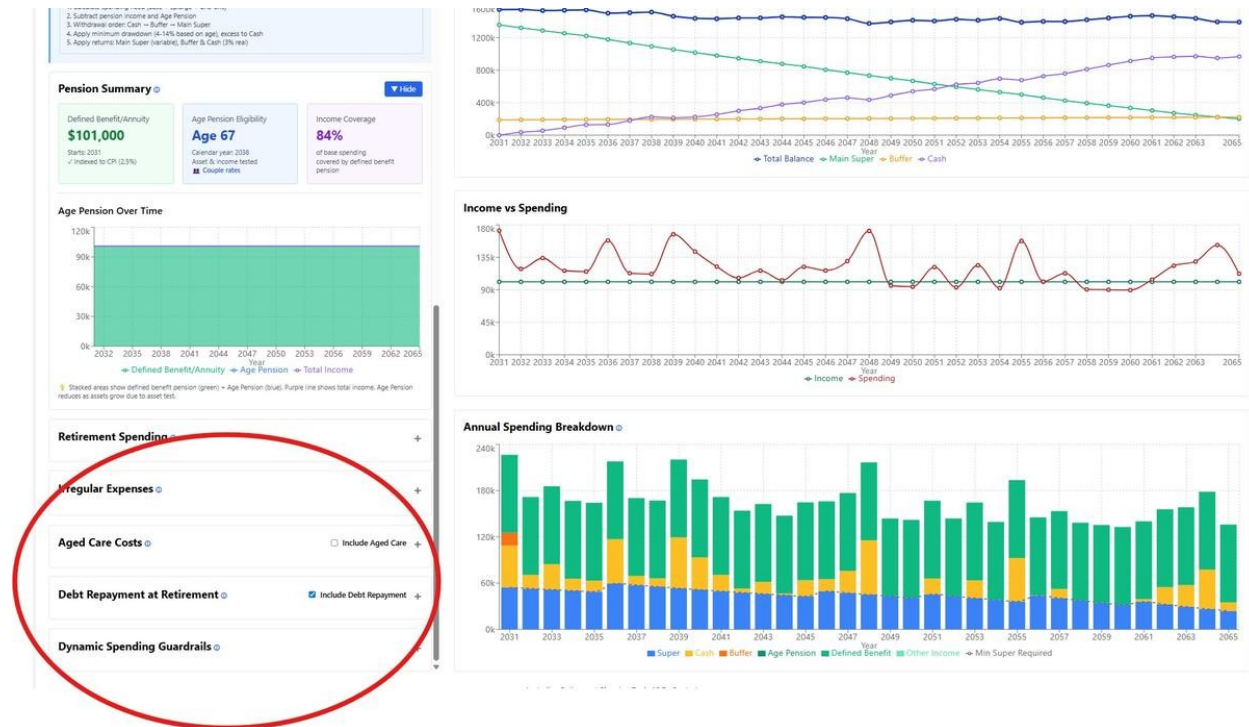 2. Subtract pension income and Age Pension
3. Withdrawal order: Cash → Buffer → Main Super
4. Apply minimum drawdown (4-14% based on age), excess to Cash
5. Apply returns: Main Super (variable), Buffer & Cash (3% real)
Pension Summary
▼ Hide
Defined Benefit/Annuity
$101,000
Starts: 2031
✓ Indexed to CPI (2.5%)
Age Pension Eligibility
Age 67
Calendar year: 2038
Asset & income tested
Couple rates
Income Coverage
84%
of base spending
covered by defined benefit
pension
Age Pension Over Time
120k
90k
60k
30k
0k
2032 2035 2038 2041 2044 2047 2050 2053 2056 2059 2062 2065
Year
Defined Benefit/Annuity Age Pension Total Income
Stacked areas show defined benefit pension (green) + Age Pension (blue). Purple line shows total income. Age Pension
reduces as assets grow due to asset test.
Retirement Spending +
Irregular Expenses +
Aged Care Costs Include Aged Care +
Debt Repayment at Retirement Include Debt Repayment +
Dynamic Spending Guardrails
1600k
1200k
800k
400k
0k
2031 2032 2033 2034 2035 2036 2037 2038 2039 2040 2041 2042 2043 2044 2045 2046 2047 2048 2049 2050 2051 2052 2053 2054 2055 2056 2057 2058 2059 2060 2061 2062 2063 2065
Year
Total Balance Main Super Buffer Cash
Income vs Spending
180k
135k
90k
45k
0k
2031 2032 2033 2034 2035 2036 2037 2038 2039 2040 2041 2042 2043 2044 2045 2046 2047 2048 2049 2050 2051 2052 2053 2054 2055 2056 2057 2058 2059 2060 2061 2062 2063 2065
Year
Income Spending
Annual Spending Breakdown
240k
180k
120k
60k
0k
2031 2033 2035 2037 2039 2041 2043 2045 2047 2049 2051 2053 2055 2057 2059 2061 2063 2065
Super Cash Buffer Age Pension Defined Benefit Other Income Min Super Required